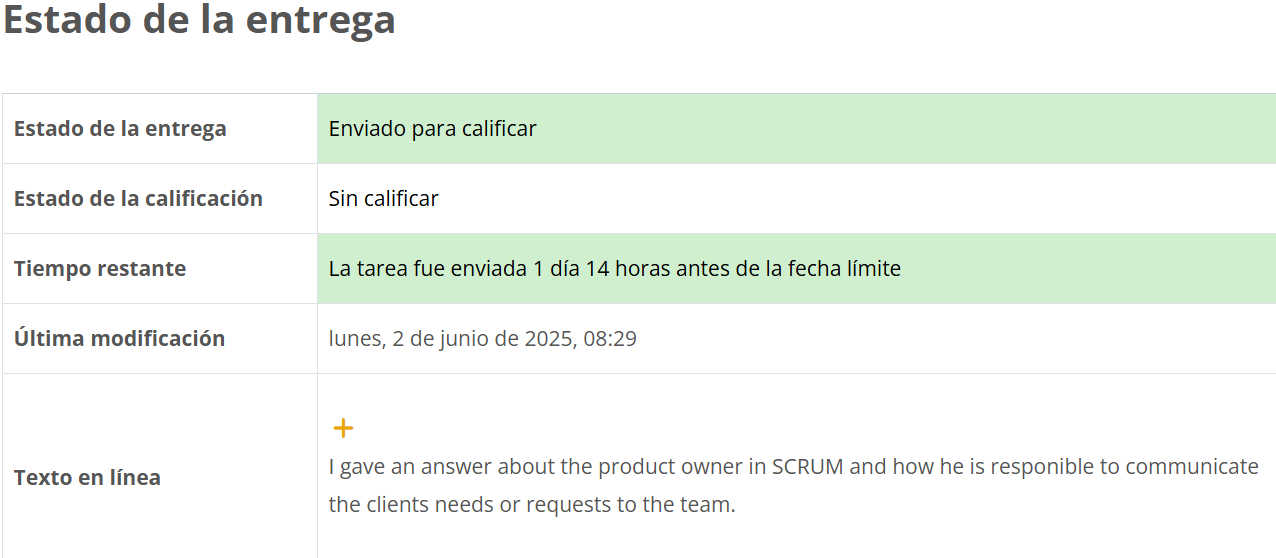 Estado de la entrega
Estado de la entrega
Enviado para calificar
Estado de la calificación
Sin calificar
Tiempo restante
La tarea fue enviada 1 día 14 horas antes de la fecha límite
Última modificación
lunes, 2 de junio de 2025, 08:29
Texto en línea
I gave an answer about the product owner in SCRUM and how he is responible to communicate
the clients needs or requests to the team.